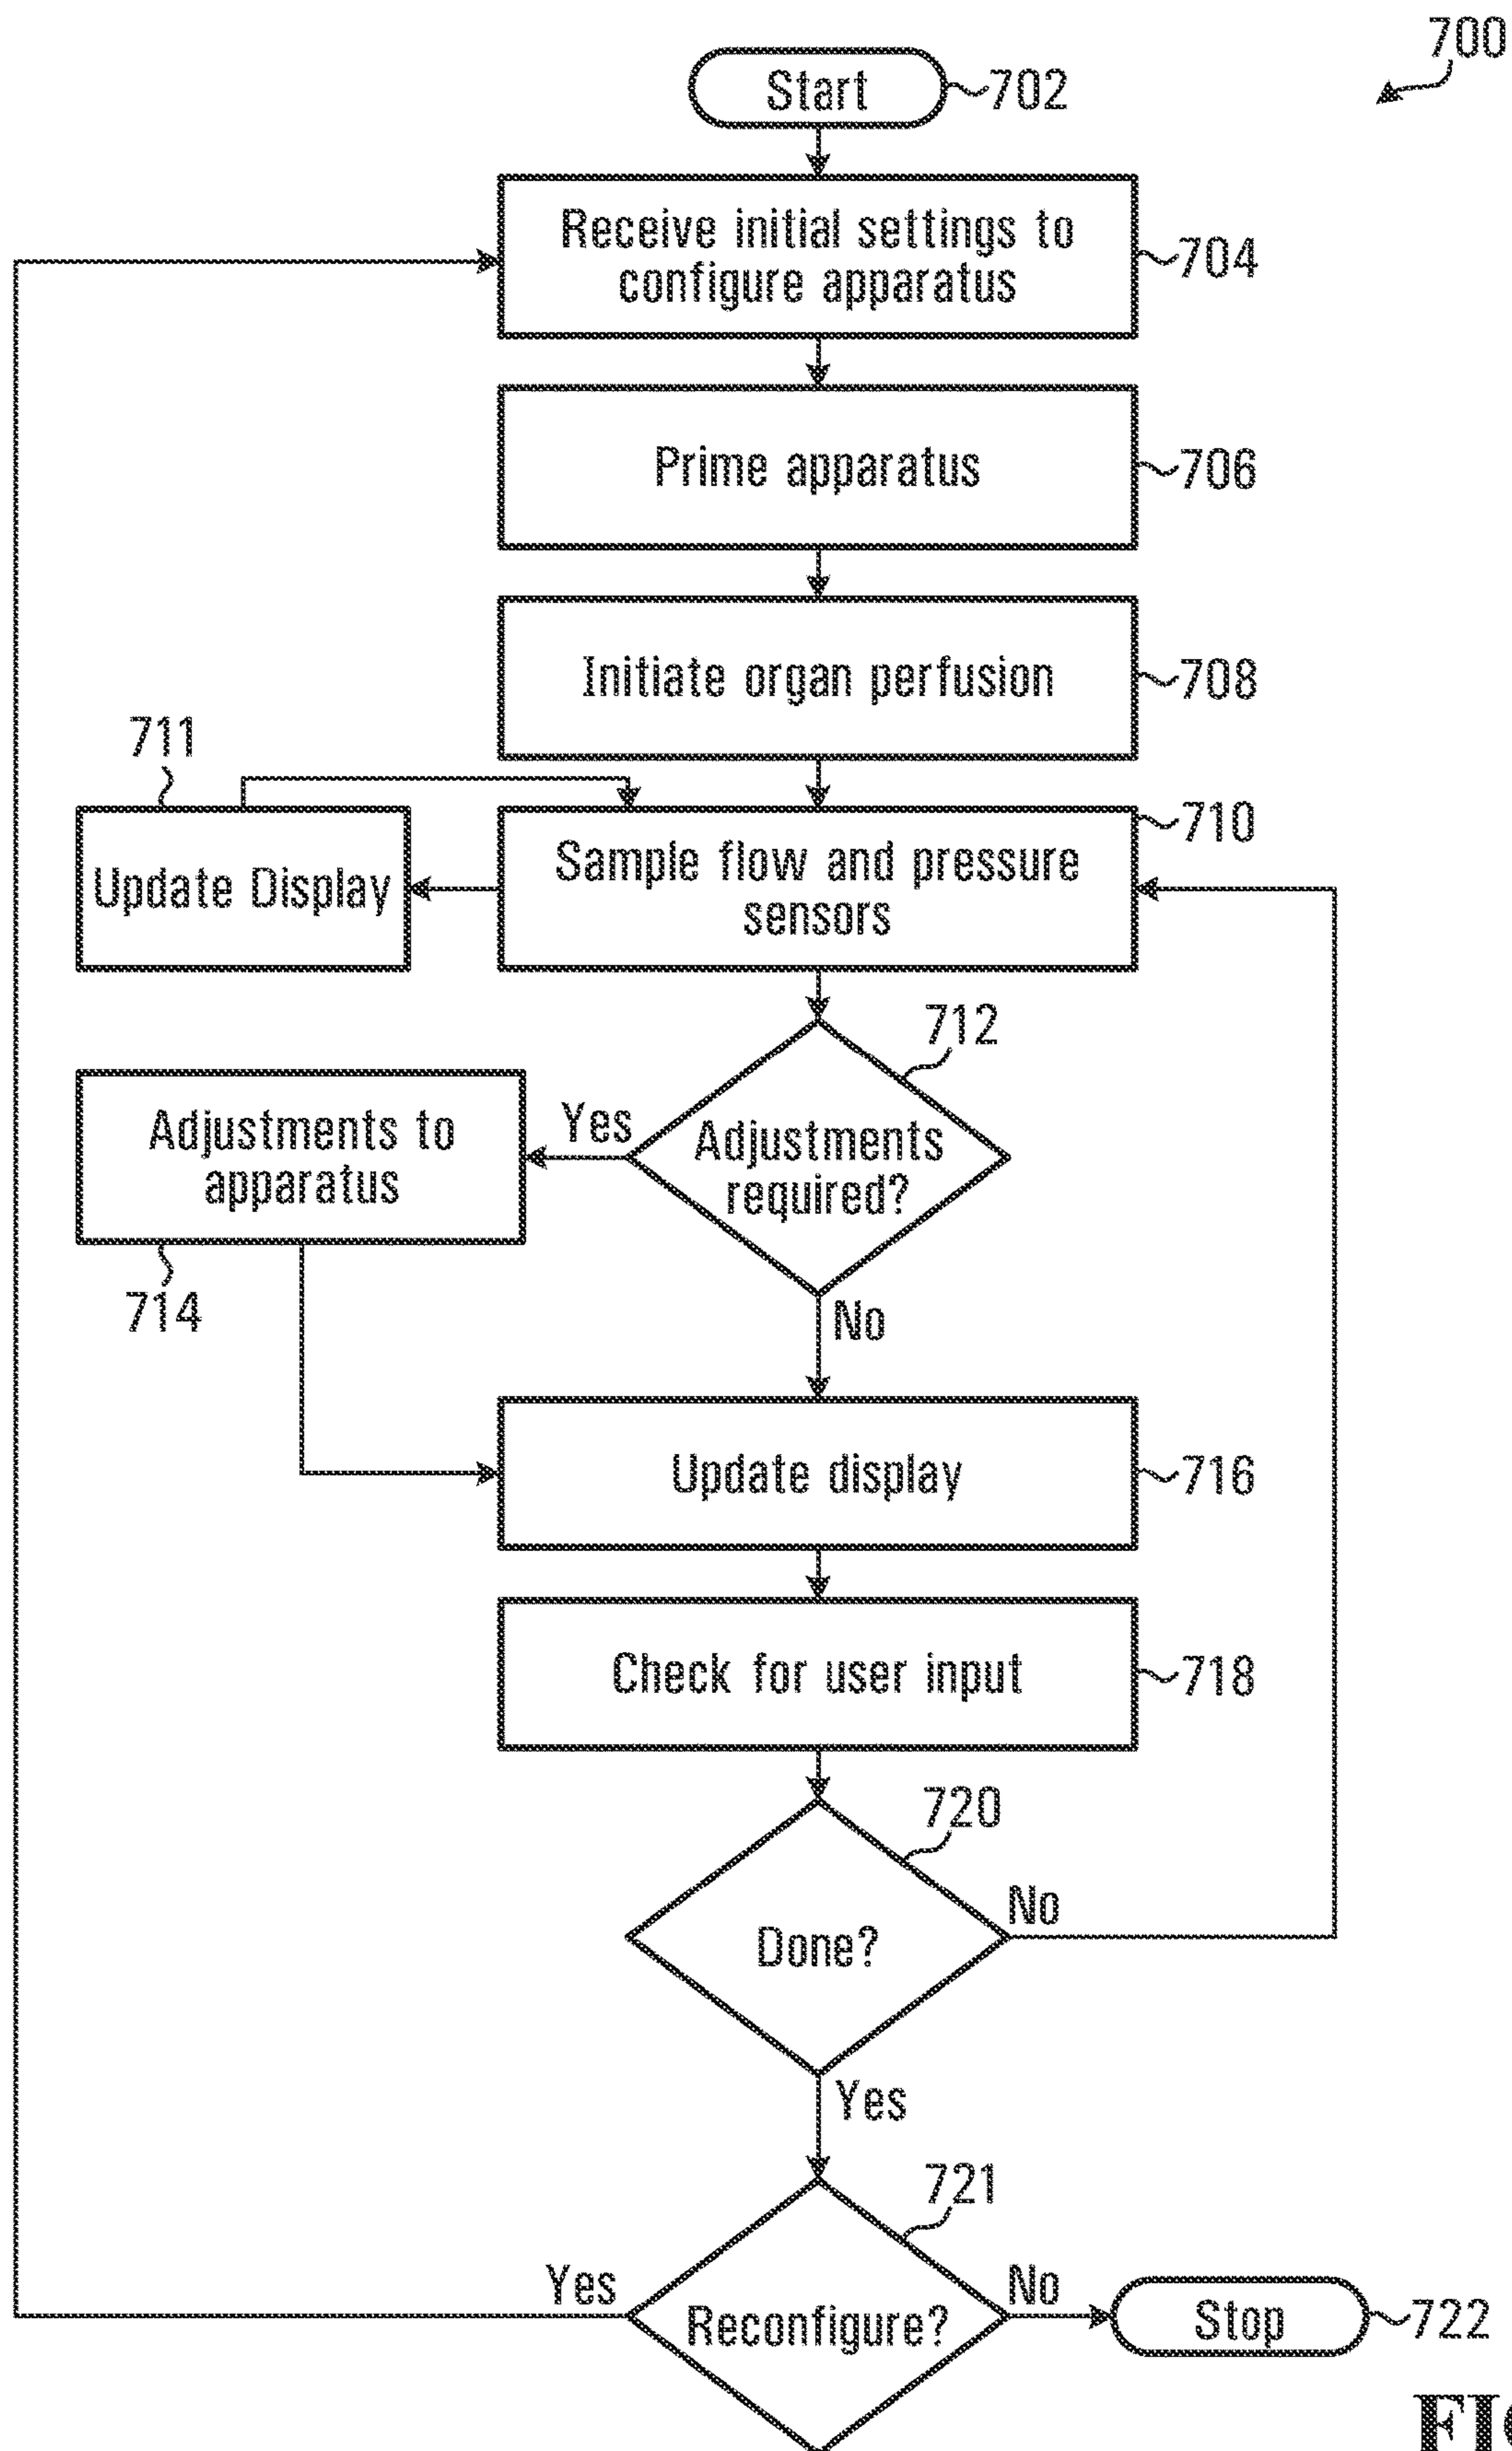 700
Start
702
Receive initial settings to
configure apparatus
704
Prime apparatus
706
Initiate organ perfusion
708
711
Update Display
Sample flow and pressure
sensors
710
712
Adjustments to
apparatus
Yes
Adjustments
required?
714
No
Update display
716
Check for user input
718
720
Done?
No
Yes
721
Yes
Reconfigure?
No
Stop
722